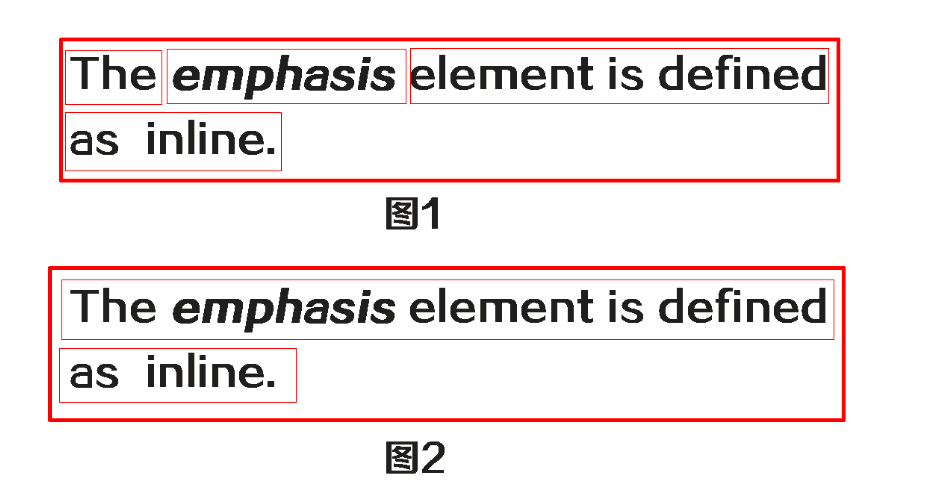 The emphasis element is defined
as inline.
图1
The emphasis element is defined
as inline.
图2